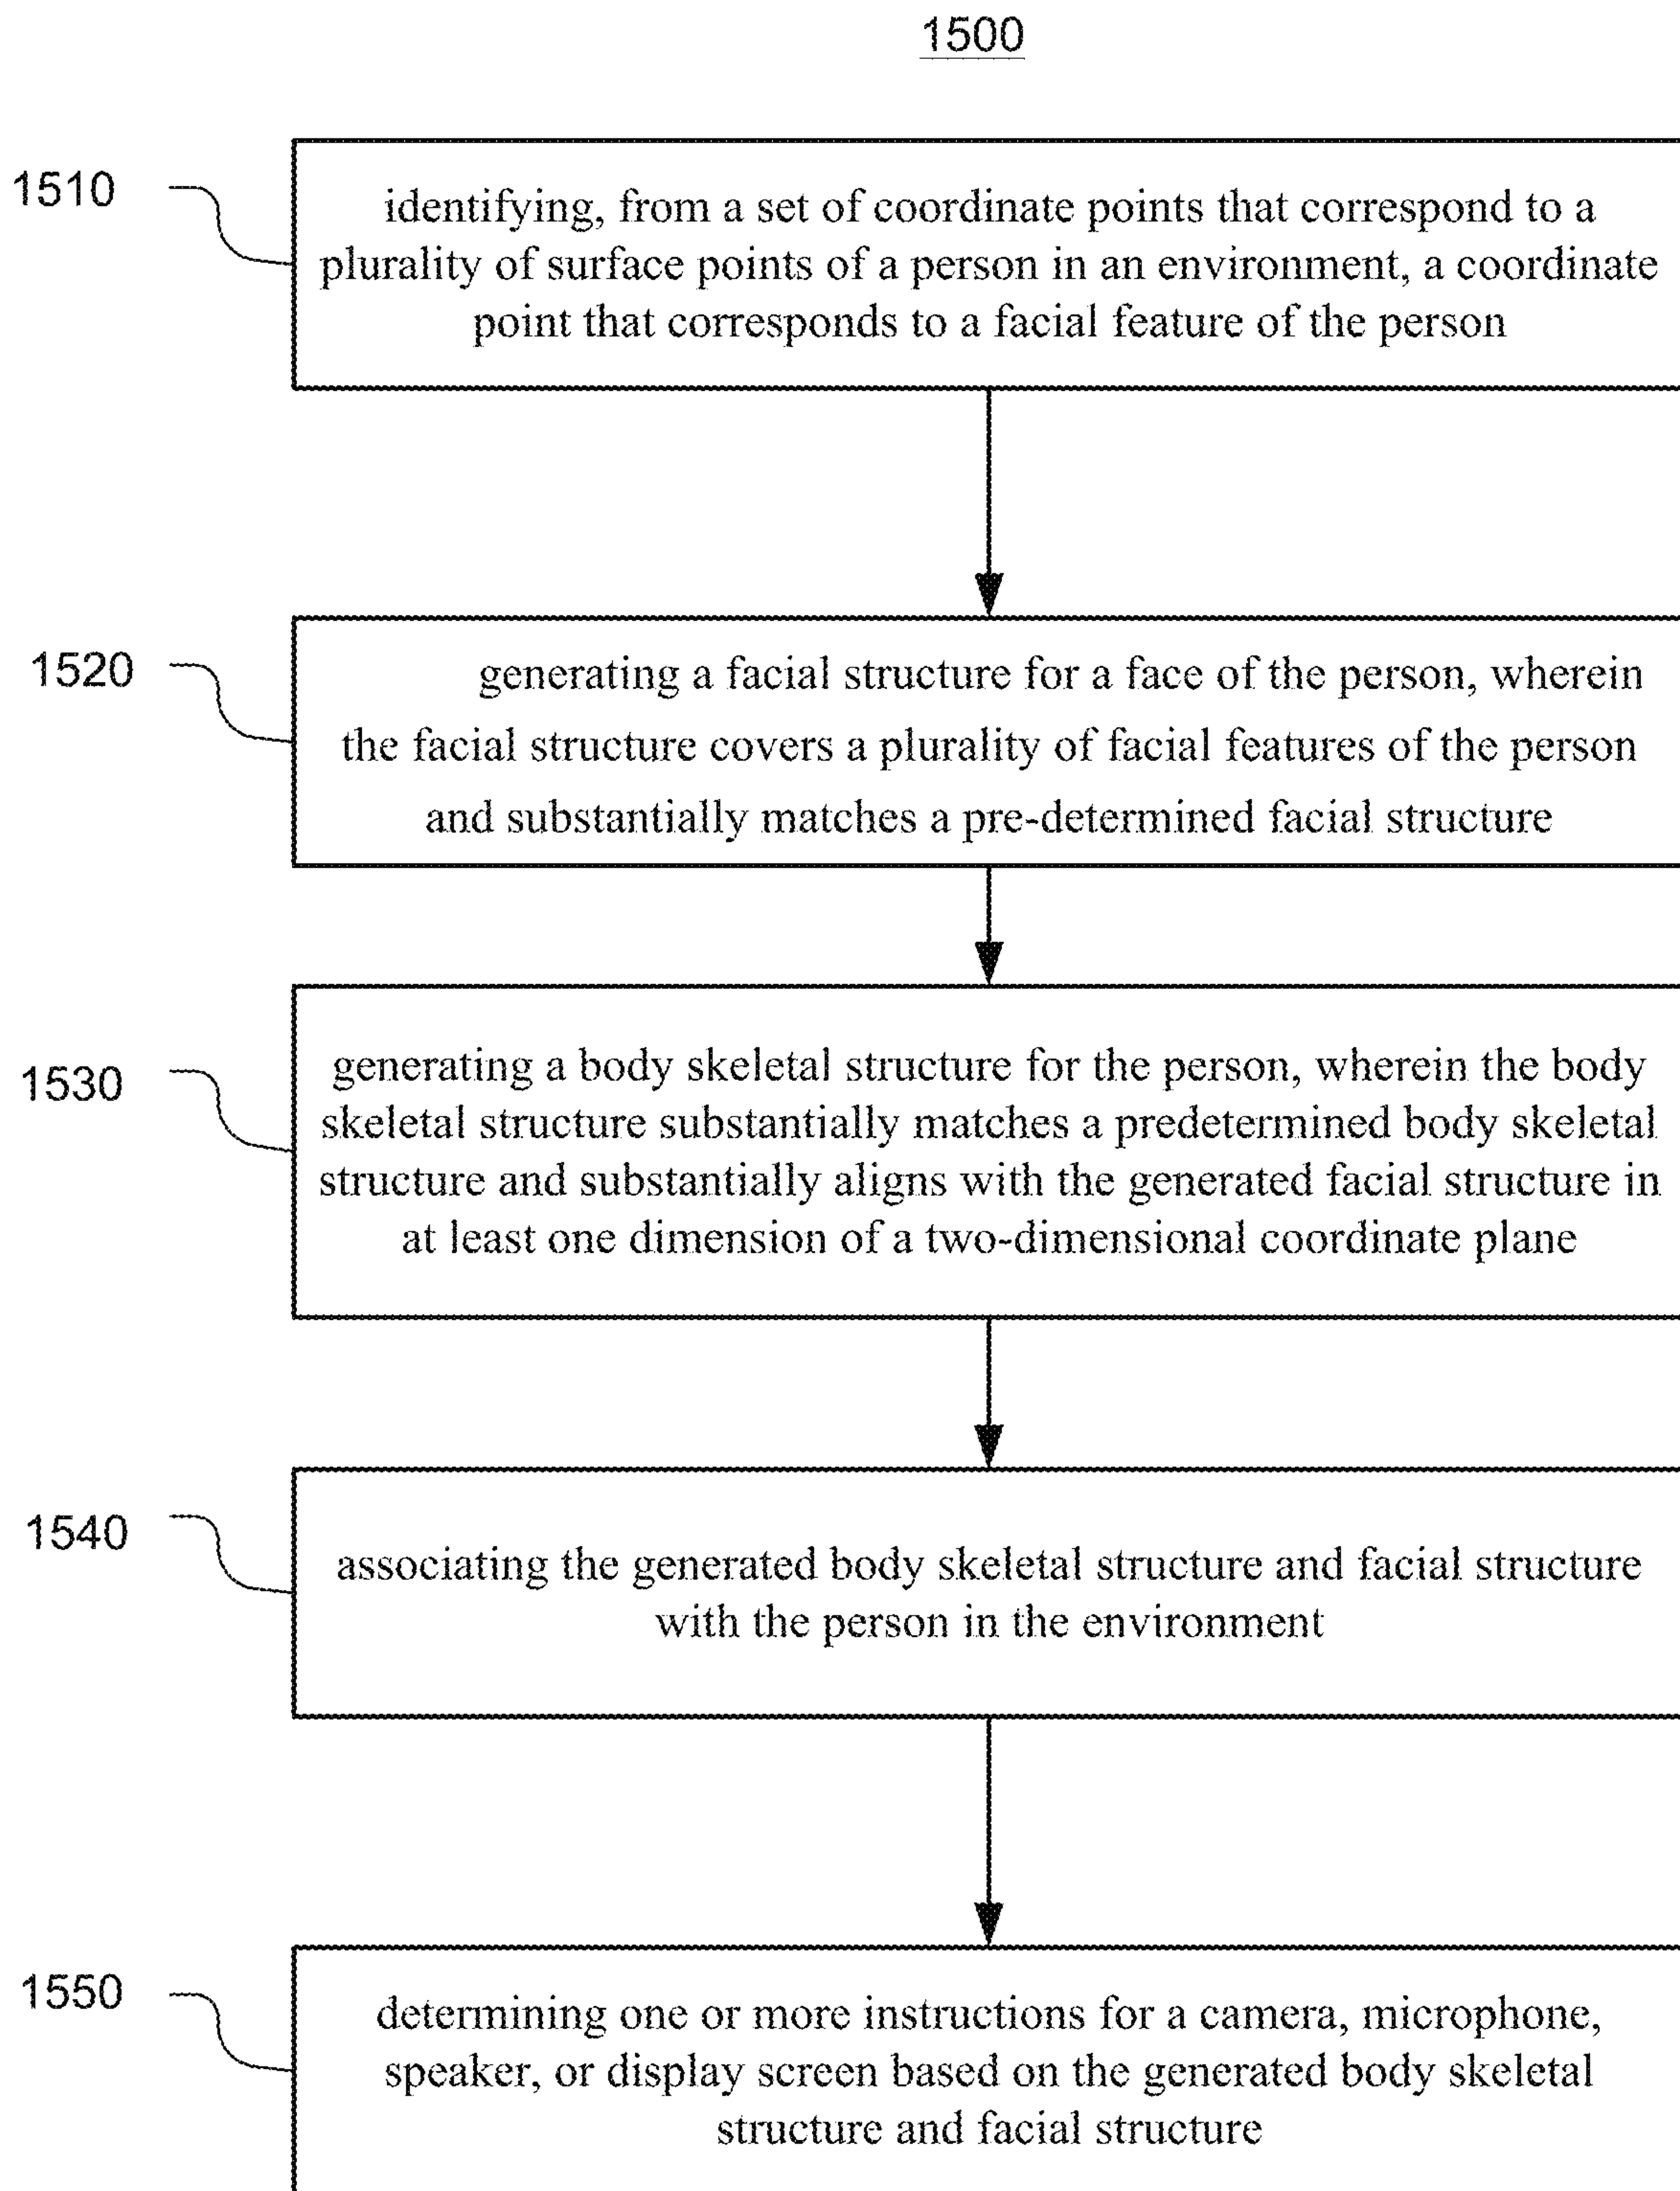 1500
1510
identifying, from a set of coordinate points that correspond to a
plurality of surface points of a person in an environment, a coordinate
point that corresponds to a facial feature of the person
1520
generating a facial structure for a face of the person, wherein
the facial structure covers a plurality of facial features of the person
and substantially matches a pre-determined facial structure
1530
generating a body skeletal structure for the person, wherein the body
skeletal structure substantially matches a predetermined body skeletal
structure and substantially aligns with the generated facial structure in
at least one dimension of a two-dimensional coordinate plane
1540
associating the generated body skeletal structure and facial structure
with the person in the environment
1550
determining one or more instructions for a camera, microphone,
speaker, or display screen based on the generated body skeletal
structure and facial structure